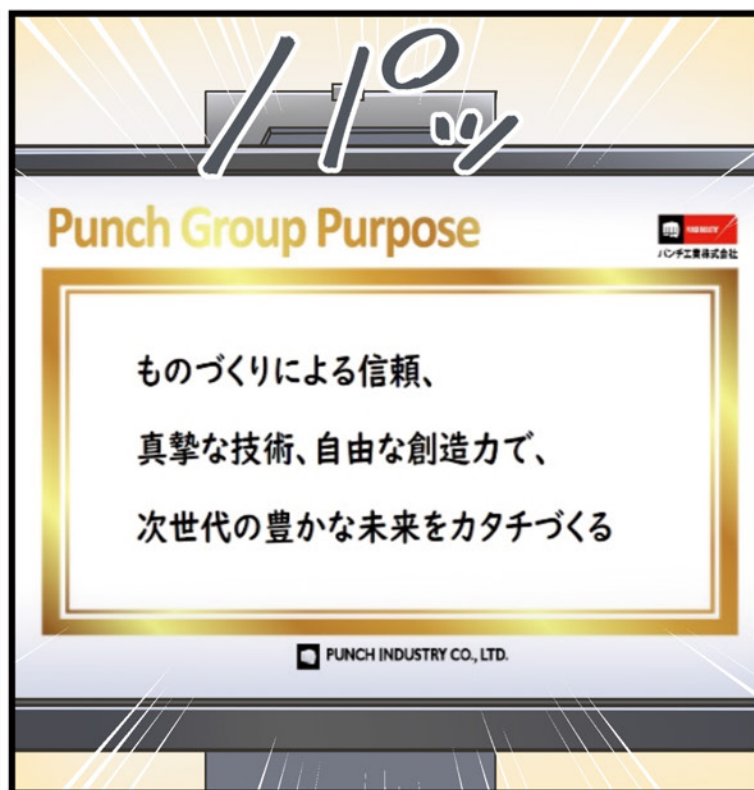 パッ
Punch Group Purpose
PUNCH INDUSTRY
パンチ工業株式会社
ものづくりによる信頼、
真摯な技術、自由な創造力で、
次世代の豊かな未来をカタチづくる
PUNCH INDUSTRY CO., LTD.